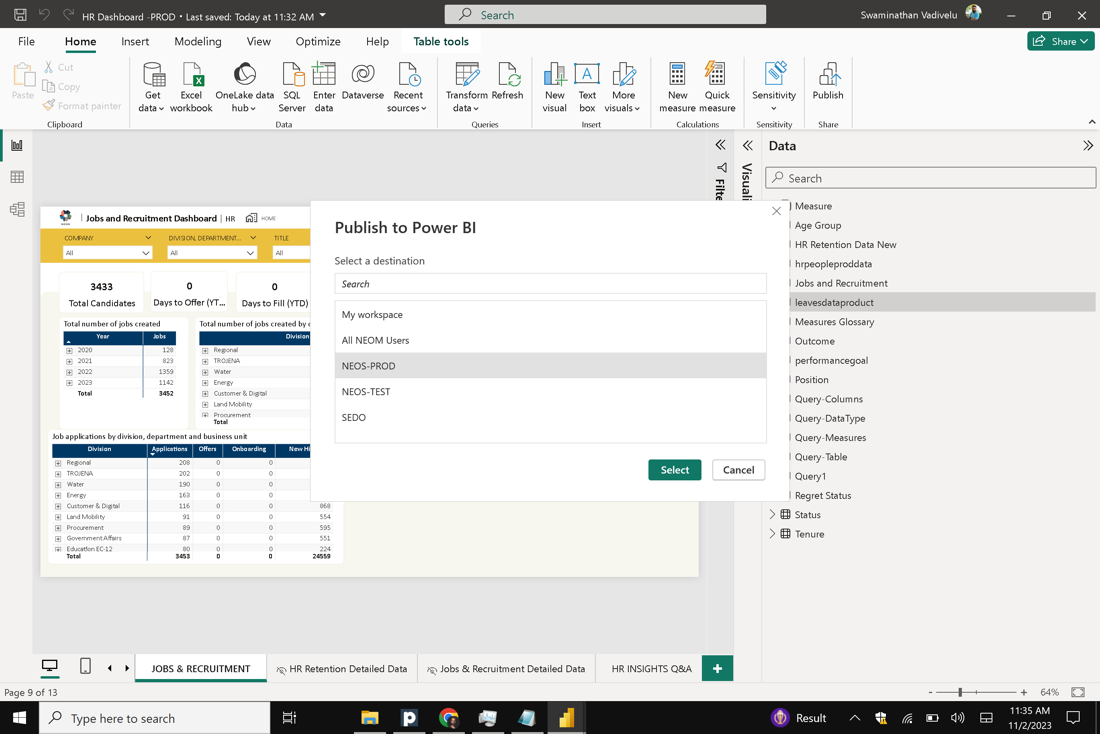 HR Dashboard -PROD • Last saved: Today at 11:32 AM
Search
Swaminathan Vadivelu
File Home Insert Modeling View Optimize Help Table tools
Share
Paste
Cut
Copy
Format painter
Get data
Excel workbook
OneLake data hub
SQL Server
Enter data
Dataverse
Recent sources
Transform data
Refresh
New visual
Text box
More visuals
New measure
Quick measure
Sensitivity
Publish
Clipboard Data Queries Insert Calculations Sensitivity Share
Data
Search
Measure
Age Group
HR Retention Data New
hrpeopleproddata
Jobs and Recruitment
leavesdataproduct
Measures Glossary
Outcome
performancegoal
Position
Query-Columns
Query-DataType
Query-Measures
Query-Table
Query1
Regret Status
Status
Tenure
Filte
Visuali
Jobs and Recruitment Dashboard | HR HOME
COMPANY DIVISION, DEPARTMENT... TITLE
All All All
3433 0 0
Total Candidates Days to Offer (YT... Days to Fill (YTD)
Total number of jobs created
Year Jobs
2020 128
2021 823
2022 1359
2023 1142
Total 3452
Total number of jobs created by d
Division
Regional
TROJENA
Water
Energy
Customer & Digital
Land Mobility
Procurement
Total
Job applications by division, department and business unit
Division Applications Offers Onboarding New Hi
Regional 208 0 0
TROJENA 202 0 0
Water 190 0 0
Energy 163 0 0
Customer & Digital 116 0 0 868
Land Mobility 91 0 0 554
Procurement 89 0 0 595
Government Affairs 87 0 0 551
Education EC-12 80 0 0 224
Total 3453 0 0 24559
Publish to Power BI
Select a destination
Search
My workspace
All NEOM Users
NEOS-PROD
NEOS-TEST
SEDO
Select Cancel
JOBS & RECRUITMENT HR Retention Detailed Data Jobs & Recruitment Detailed Data HR INSIGHTS Q&A
Page 9 of 13
64%
Type here to search
Result
11:35 AM
11/2/2023